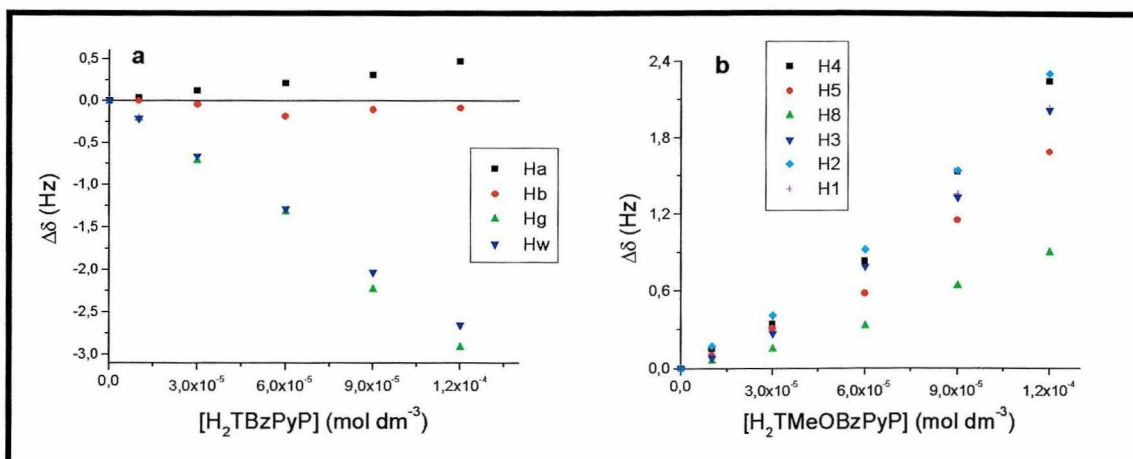 a
0,5
0,0
-0,5
-1,0
-1,5
-2,0
-2,5
-3,0
Δδ (Hz)
Ha
Hb
Hg
Hw
0,0
3,0x10⁻⁵
6,0x10⁻⁵
9,0x10⁻⁵
1,2x10⁻⁴
[H₂TBzPyP] (mol dm⁻³)
b
2,4
1,8
1,2
0,6
0,0
Δδ (Hz)
H4
H5
H8
H3
H2
H1
0,0
3,0x10⁻⁵
6,0x10⁻⁵
9,0x10⁻⁵
1,2x10⁻⁴
[H₂TMeOBzPyP] (mol dm⁻³)